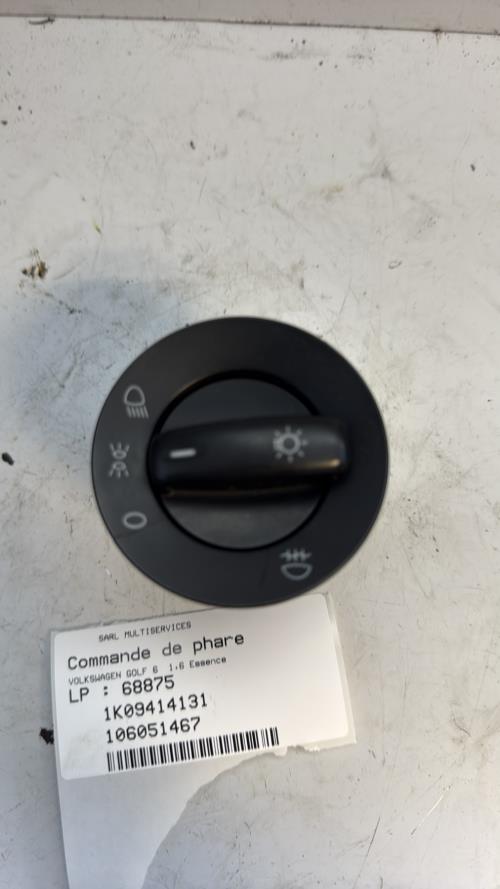 SARL MULTISERVICES
Commande de phare
VOLKSWAGEN GOLF 6 1.6 Essence
LP : 68875
1K09414131
106051467